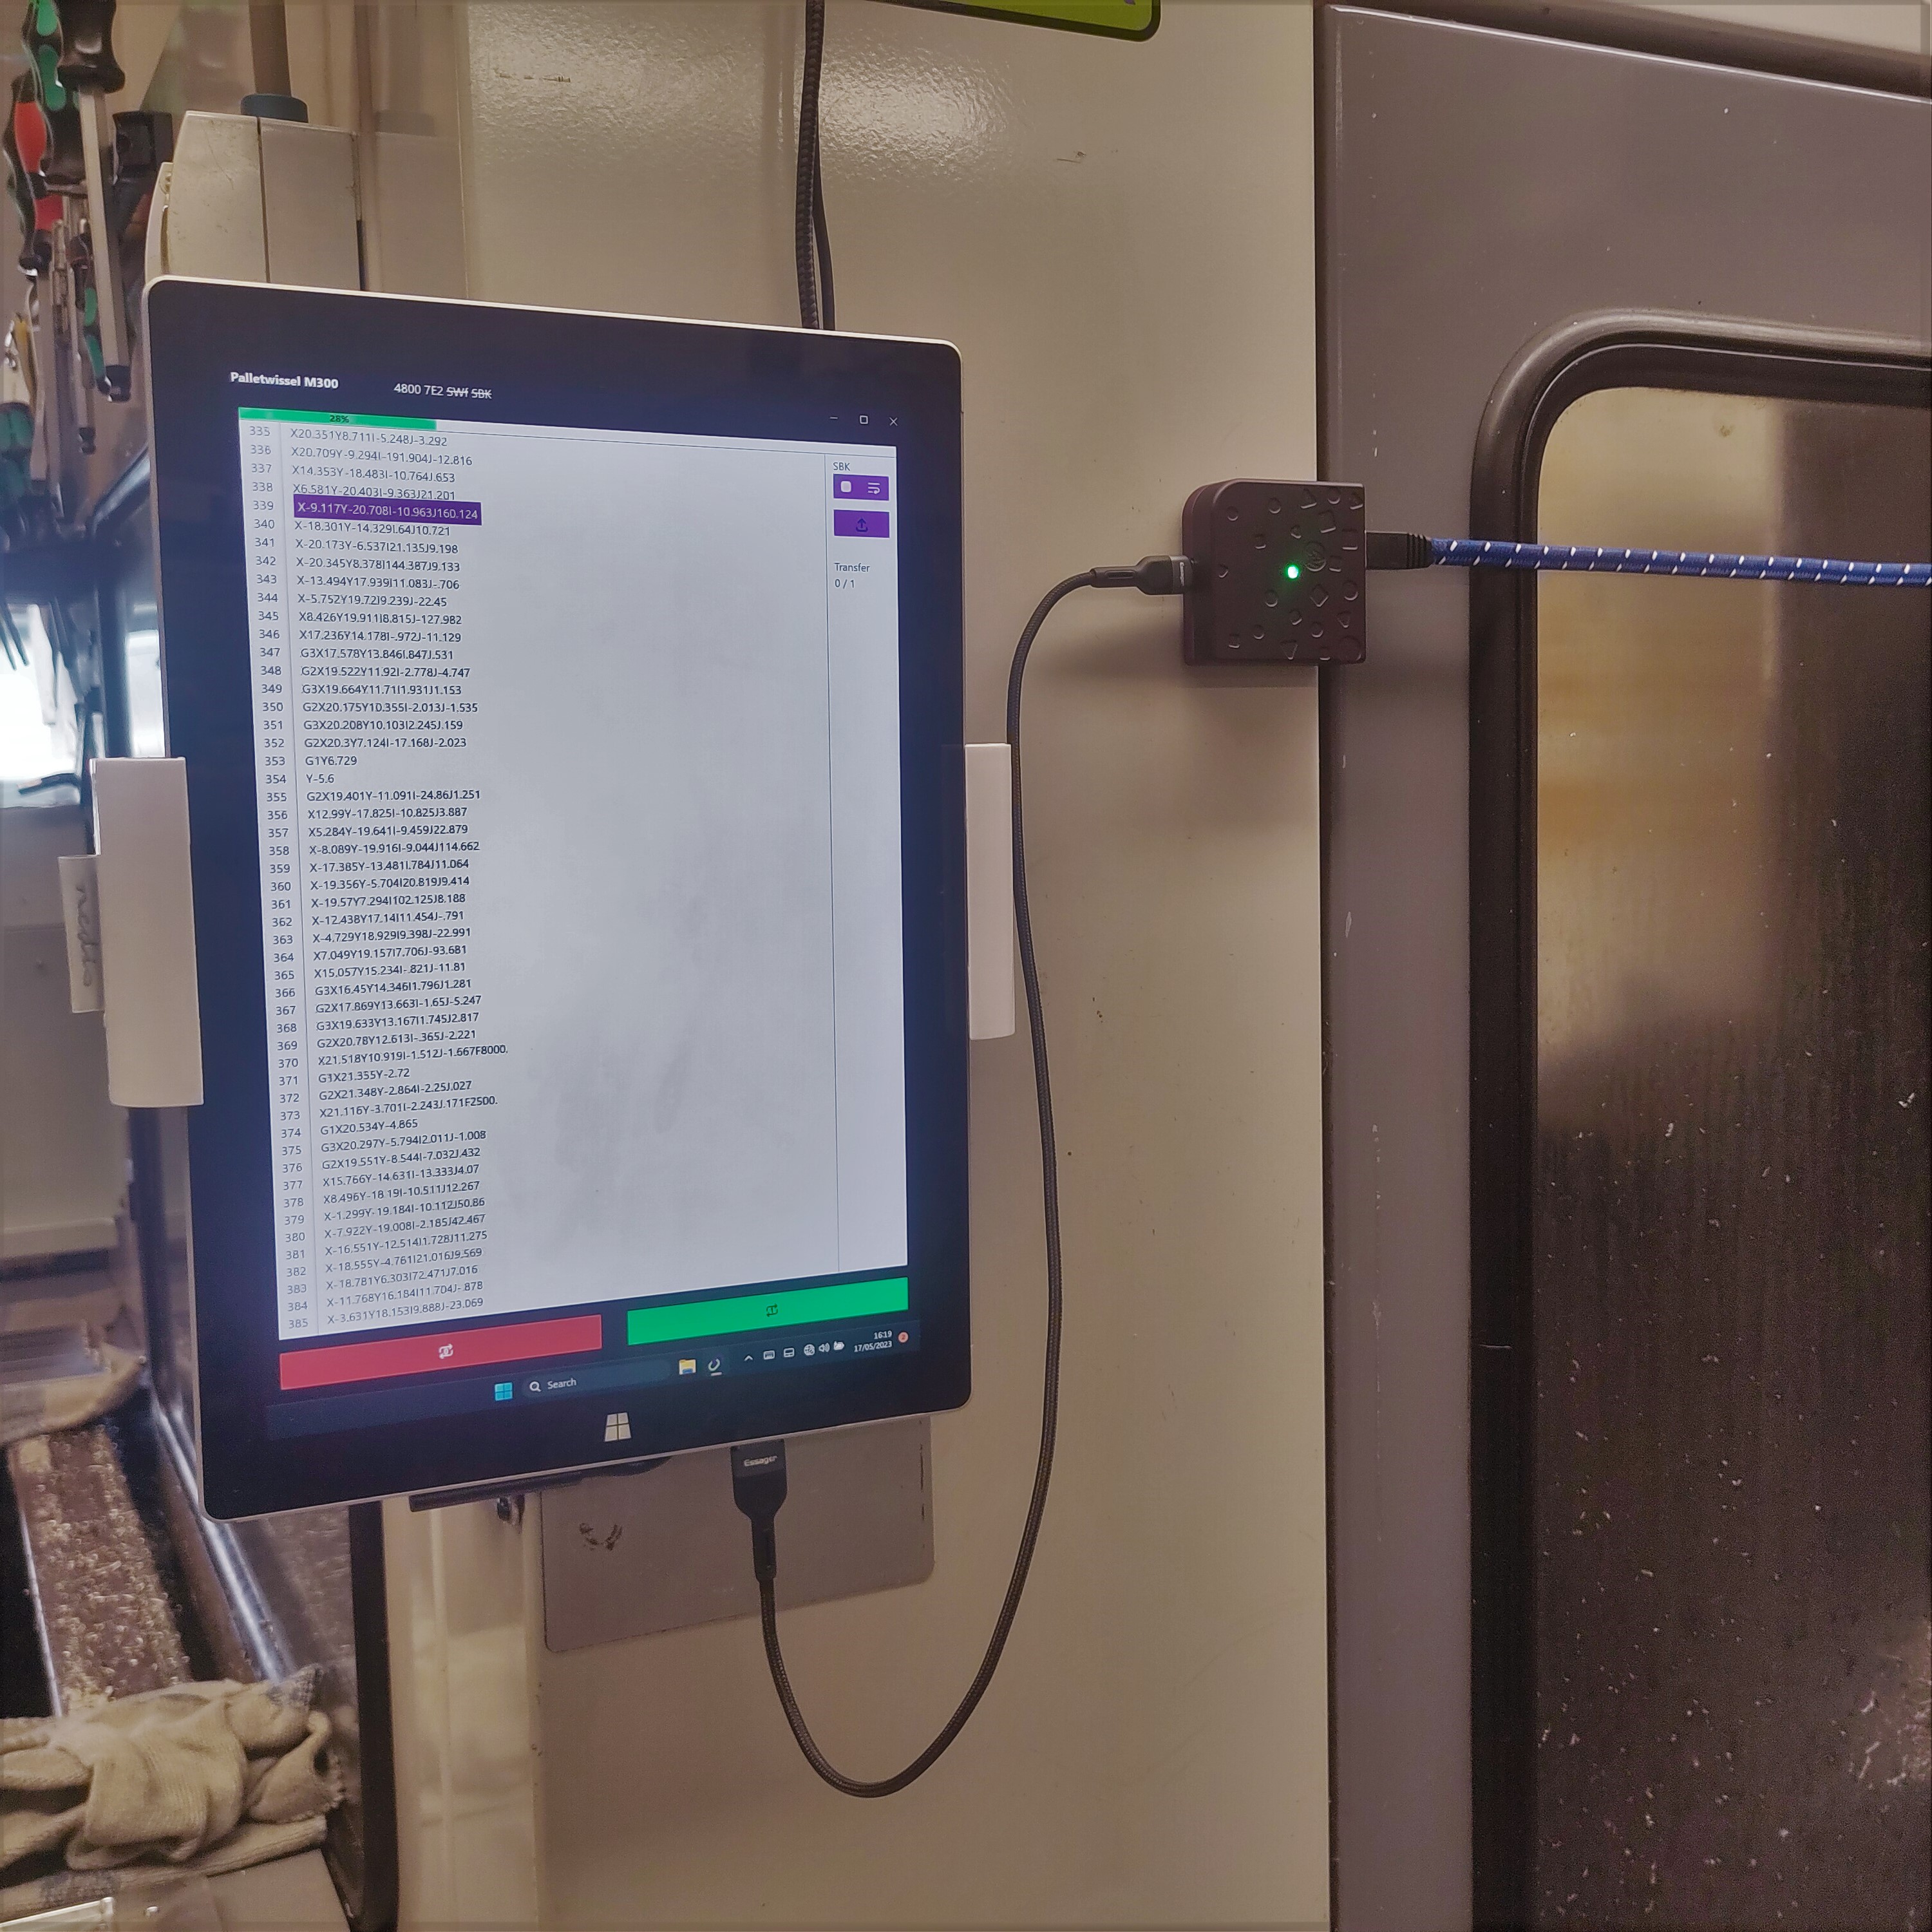 Palletwissel M300
4800 7E2 SWf SBK
28%
335 X20.351Y8.711I-5.248J-3.292
336 X20.709Y-9.294I-191.904J-12.816
337 X14.353Y-18.483I-10.764J.653
338 X6.581Y-20.403I-9.363J21.201
339 X-9.117Y-20.708I-10.963J160.124
340 X-18.301Y-14.329I.64J10.721
341 X-20.173Y-6.537I21.135J9.198
342 X-20.345Y8.378I144.387J9.133
343 X-13.494Y17.939I11.083J-.706
344 X-5.752Y19.72I9.239J-22.45
345 X8.426Y19.911I8.815J-127.982
346 X17.236Y14.178I-.972J-11.129
347 G3X17.578Y13.846I.847J.531
348 G2X19.522Y11.92I-2.778J-4.747
349 G3X19.664Y11.71I1.931J1.153
350 G2X20.175Y10.355I-2.013J-1.535
351 G3X20.208Y10.103I2.245J.159
352 G2X20.3Y7.124I-17.168J-2.023
353 G1Y6.729
354 Y-5.6
355 G2X19.401Y-11.091I-24.86J1.251
356 X12.99Y-17.825I-10.825J3.887
357 X5.284Y-19.641I-9.459J22.879
358 X-8.089Y-19.916I-9.044J114.662
359 X-17.385Y-13.481I.784J11.064
360 X-19.356Y-5.704I20.819J9.414
361 X-19.57Y7.294I102.125J8.188
362 X-12.438Y17.14I11.454J-.791
363 X-4.729Y18.929I9.398J-22.991
364 X7.049Y19.157I7.706J-93.681
365 X15.057Y15.234I-.821J-11.81
366 G3X16.45Y14.346I1.796J1.281
367 G2X17.869Y13.663I-1.65J-5.247
368 G3X19.633Y13.167I1.745J2.817
369 G2X20.78Y12.613I-.365J-2.221
370 X21.518Y10.919I-1.512J-1.667F8000.
371 G1X21.355Y-2.72
372 G2X21.348Y-2.864I-2.25J.027
373 X21.116Y-3.701I-2.243J.171F2500.
374 G1X20.534Y-4.865
375 G3X20.297Y-5.794I2.011J-1.008
376 G2X19.551Y-8.544I-7.032J.432
377 X15.766Y-14.631I-13.333J4.07
378 X8.496Y-18.19I-10.511J12.267
379 X-1.299Y-19.184I-10.112J50.86
380 X-7.922Y-19.008I-2.185J42.467
381 X-16.551Y-12.514I1.728J11.275
382 X-18.555Y-4.761I21.016J9.569
383 X-18.781Y6.303I72.471J7.016
384 X-11.768Y16.184I11.704J-.878
385 X-3.631Y18.153I9.888J-23.069
SBK
Transfer
0 / 1
Search
16:19
17/05/2023
2
Essager